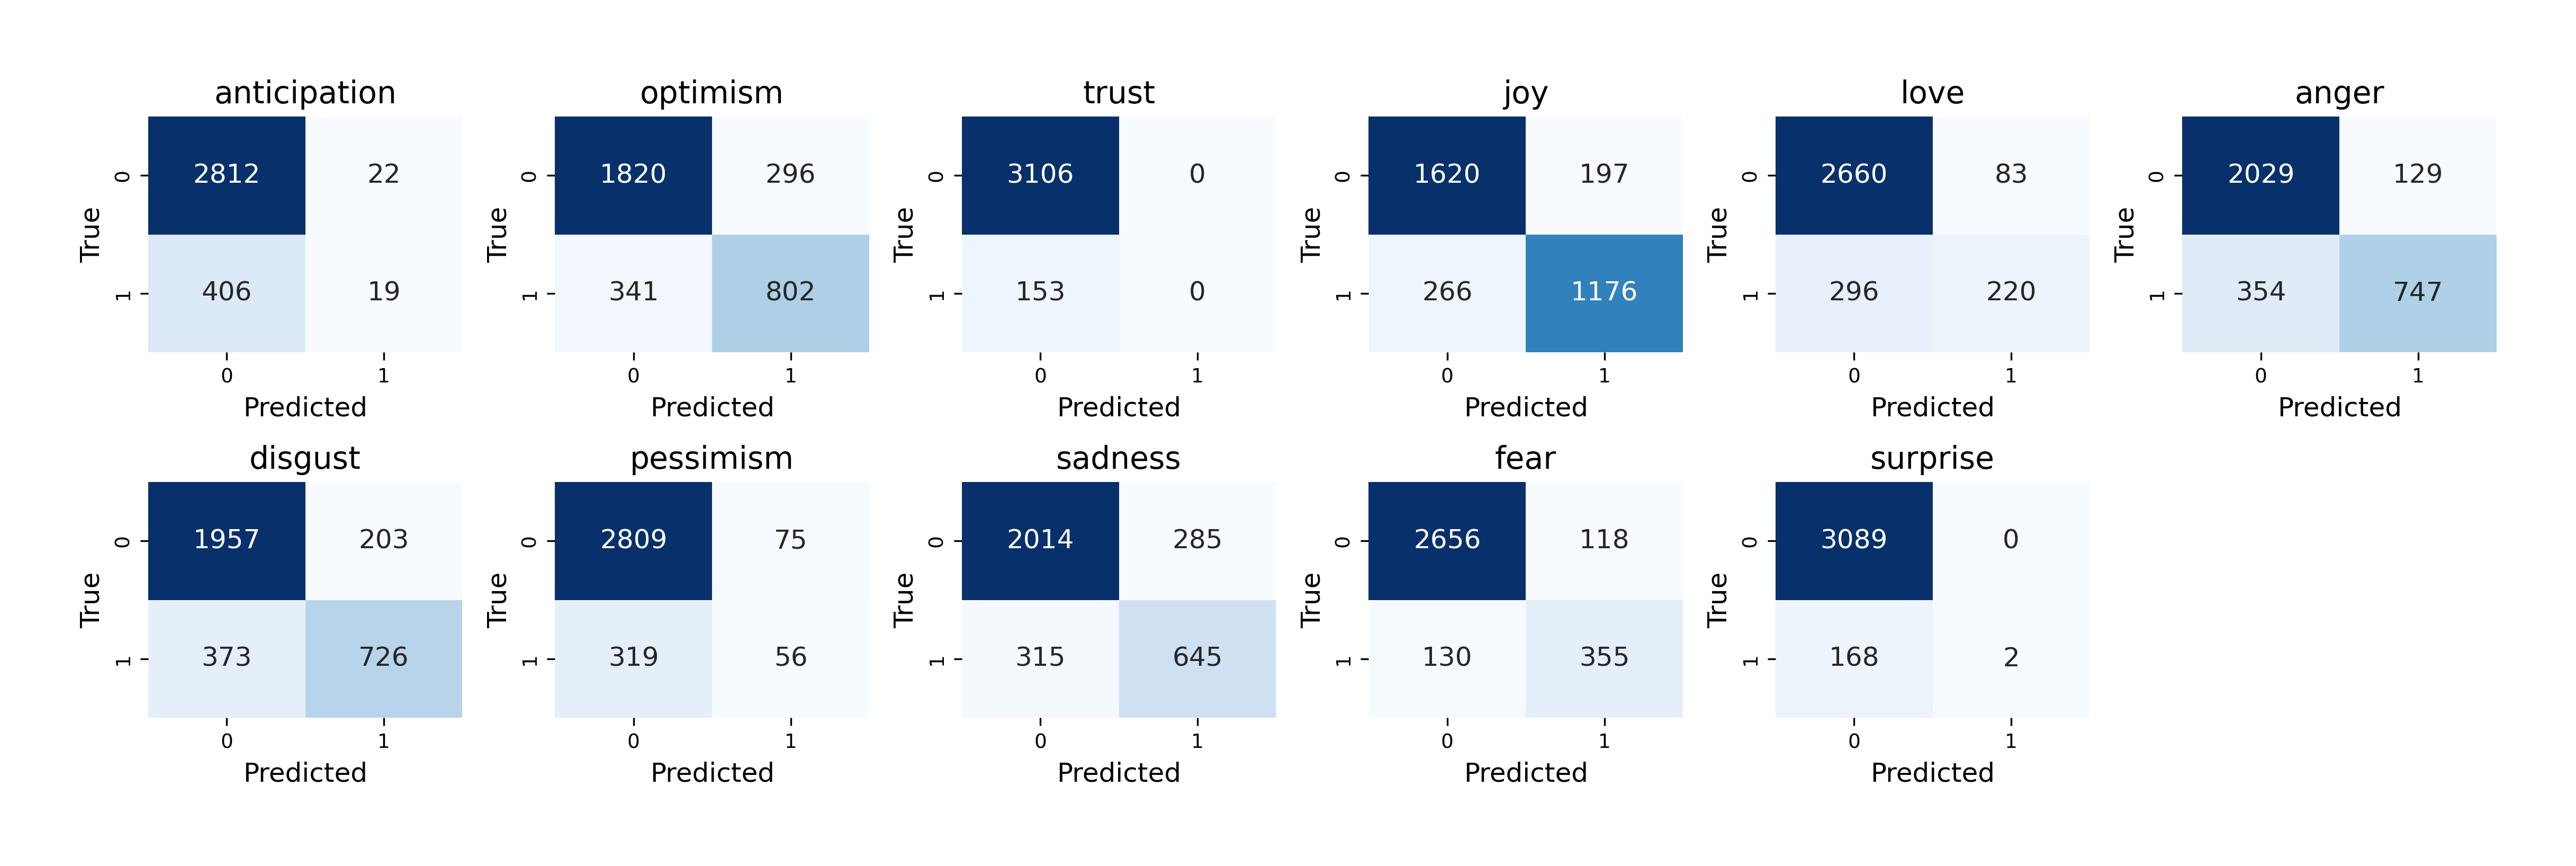 anticipation optimism trust joy love anger
0 2812 22 0 1820 296 0 3106 0 0 1620 197 0 2660 83 0 2029 129
True True True True True True
1 406 19 1 341 802 1 153 0 1 266 1176 1 296 220 1 354 747
0 1 0 1 0 1 0 1 0 1 0 1
Predicted Predicted Predicted Predicted Predicted Predicted
disgust pessimism sadness fear surprise
0 1957 203 0 2809 75 0 2014 285 0 2656 118 0 3089 0
True True True True True
1 373 726 1 319 56 1 315 645 1 130 355 1 168 2
0 1 0 1 0 1 0 1 0 1
Predicted Predicted Predicted Predicted Predicted